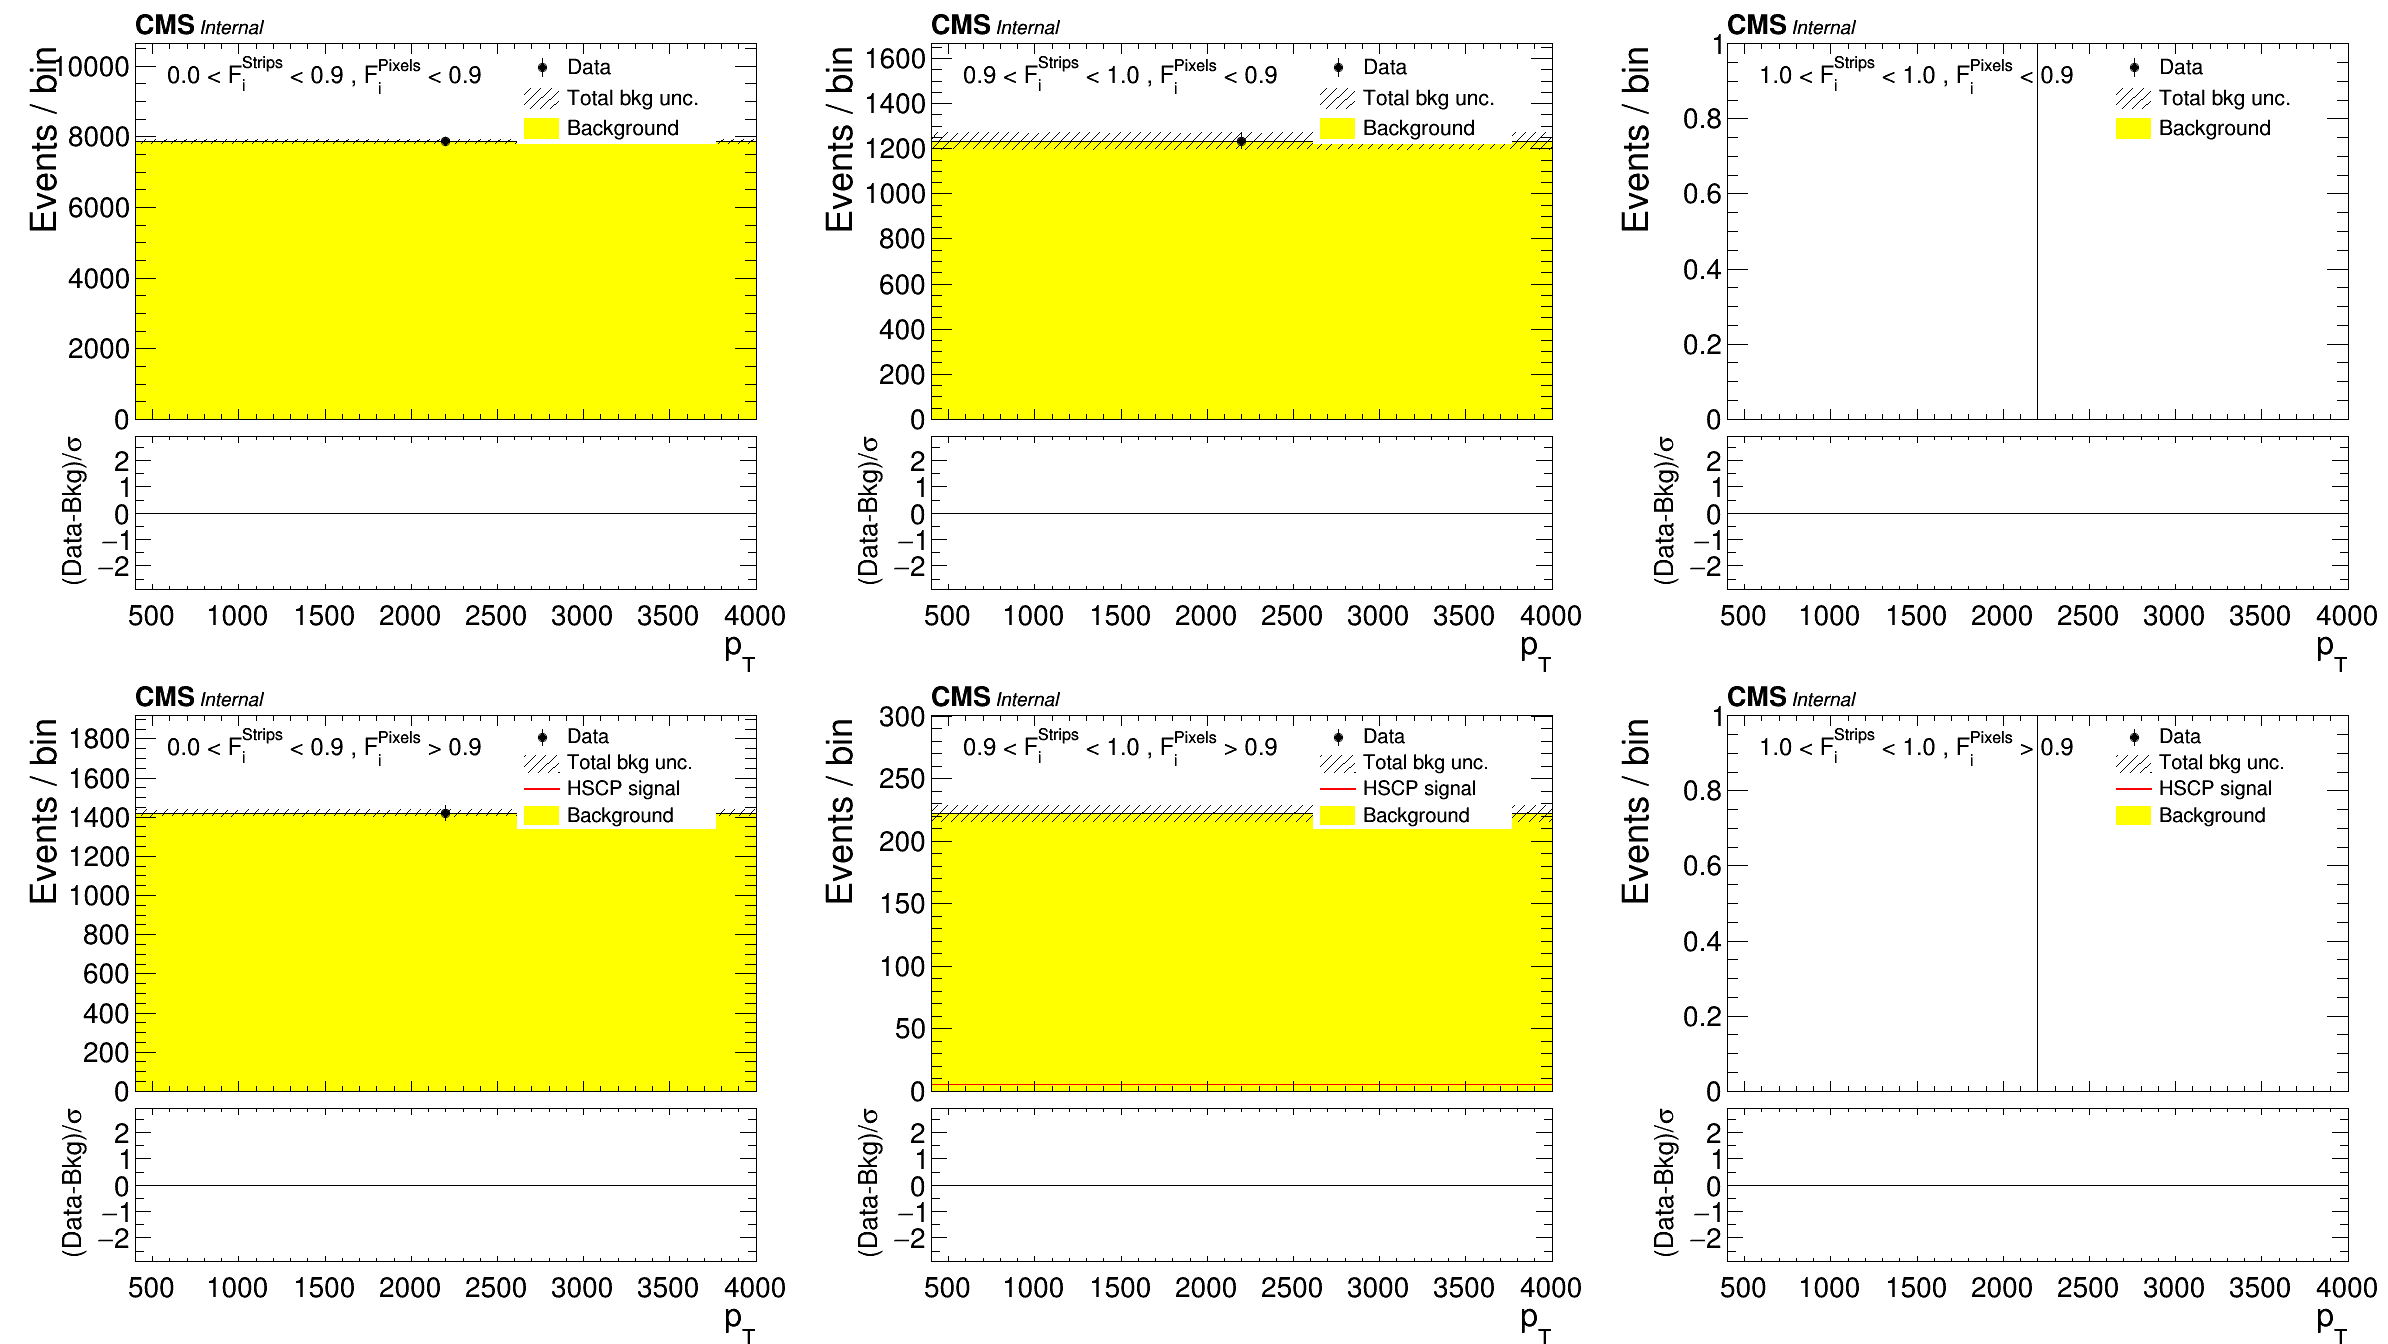 CMS Internal
Events / bin
0.0 < F_i^Strips < 0.9 , F_i^Pixels < 0.9
Data
Total bkg unc.
Background
10000
8000
6000
4000
2000
0
(Data-Bkg)/σ
2
1
0
−1
−2
500 1000 1500 2000 2500 3000 3500 4000
p_T
CMS Internal
Events / bin
0.9 < F_i^Strips < 1.0 , F_i^Pixels < 0.9
Data
Total bkg unc.
Background
1600
1400
1200
1000
800
600
400
200
0
(Data-Bkg)/σ
2
1
0
−1
−2
500 1000 1500 2000 2500 3000 3500 4000
p_T
CMS Internal
Events / bin
1.0 < F_i^Strips < 1.0 , F_i^Pixels < 0.9
Data
Total bkg unc.
Background
1
0.8
0.6
0.4
0.2
0
(Data-Bkg)/σ
2
1
0
−1
−2
500 1000 1500 2000 2500 3000 3500 4000
p_T
CMS Internal
Events / bin
0.0 < F_i^Strips < 0.9 , F_i^Pixels > 0.9
Data
Total bkg unc.
HSCP signal
Background
1800
1600
1400
1200
1000
800
600
400
200
0
(Data-Bkg)/σ
2
1
0
−1
−2
500 1000 1500 2000 2500 3000 3500 4000
p_T
CMS Internal
Events / bin
0.9 < F_i^Strips < 1.0 , F_i^Pixels > 0.9
Data
Total bkg unc.
HSCP signal
Background
300
250
200
150
100
50
0
(Data-Bkg)/σ
2
1
0
−1
−2
500 1000 1500 2000 2500 3000 3500 4000
p_T
CMS Internal
Events / bin
1.0 < F_i^Strips < 1.0 , F_i^Pixels > 0.9
Data
Total bkg unc.
HSCP signal
Background
1
0.8
0.6
0.4
0.2
0
(Data-Bkg)/σ
2
1
0
−1
−2
500 1000 1500 2000 2500 3000 3500 4000
p_T